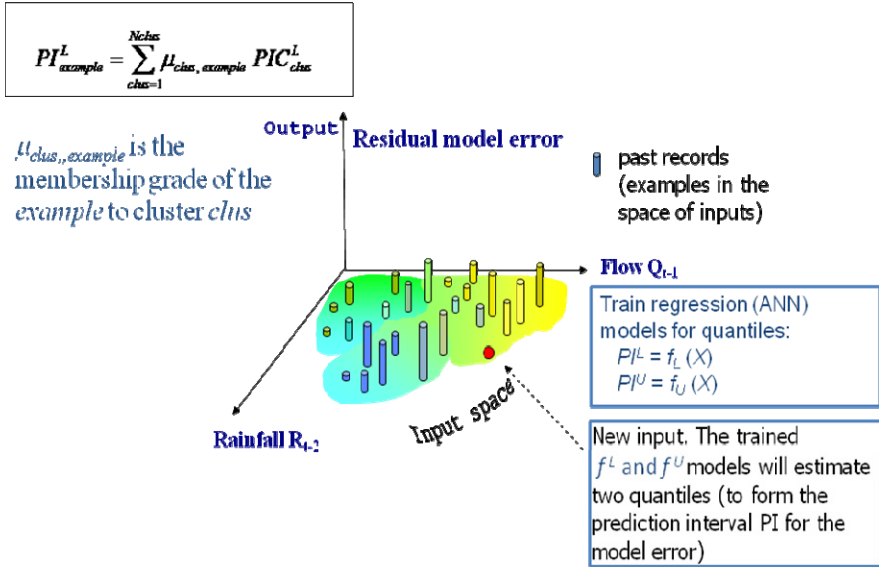 PI^L_example = Σ^Nclus_clus=1 μ_clus, example PIC^L_clus
Output
Residual model error
μ_clus,,example is the
membership grade of the
example to cluster clus
past records
(examples in the
space of inputs)
Flow Q_t-1
Train regression (ANN)
models for quantiles:
PI^L = f_L (X)
PI^U = f_U (X)
Rainfall R_t-2
Input space
New input. The trained
f^L and f^U models will estimate
two quantiles (to form the
prediction interval PI for the
model error)